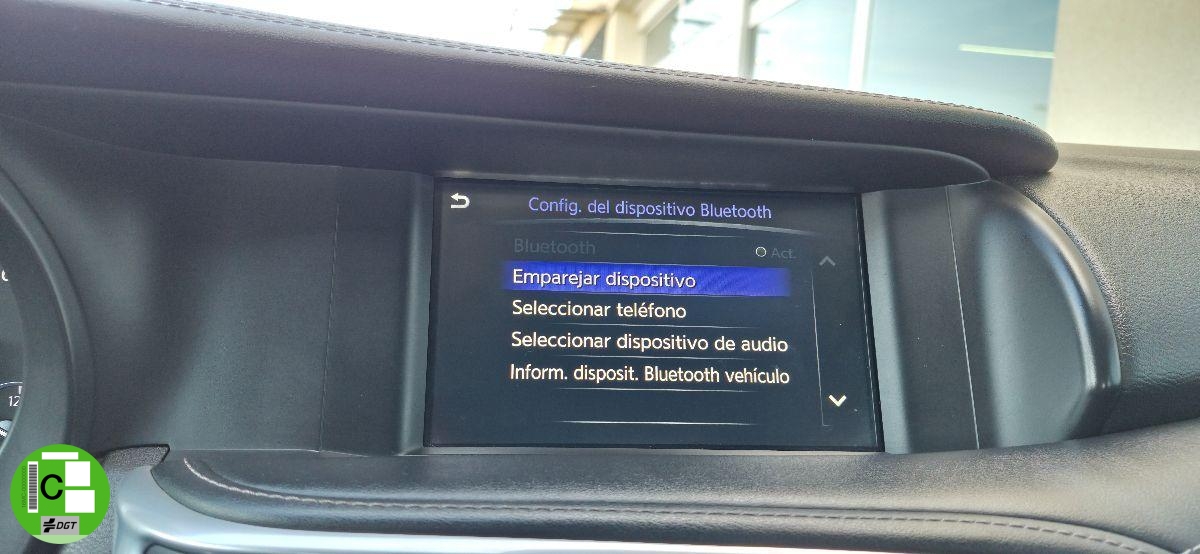 Config. del dispositivo Bluetooth
Bluetooth Act.
Emparejar dispositivo
Seleccionar teléfono
Seleccionar dispositivo de audio
Inform. disposit. Bluetooth vehículo
12
C
DGT